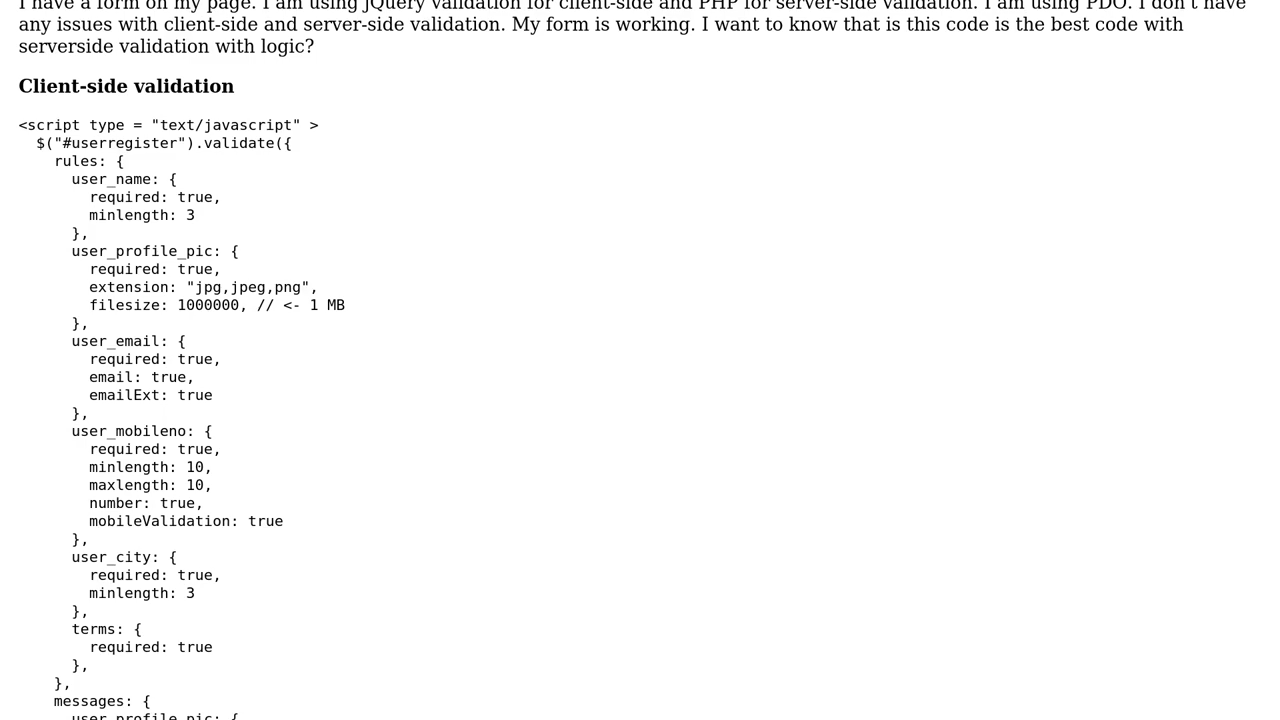 I have a form on my page. I am using jQuery validation for client-side and PHP for server-side validation. I am using PDO. I don't have
any issues with client-side and server-side validation. My form is working. I want to know that is this code is the best code with
serverside validation with logic?
Client-side validation
<script type = "text/javascript" >
  $("#userregister").validate({
    rules: {
      user_name: {
        required: true,
        minlength: 3
      },
      user_profile_pic: {
        required: true,
        extension: "jpg,jpeg,png",
        filesize: 1000000, // <- 1 MB
      },
      user_email: {
        required: true,
        email: true,
        emailExt: true
      },
      user_mobileno: {
        required: true,
        minlength: 10,
        maxlength: 10,
        number: true,
        mobileValidation: true
      },
      user_city: {
        required: true,
        minlength: 3
      },
      terms: {
        required: true
      },
    },
    messages: {
      user_profile_pic: {